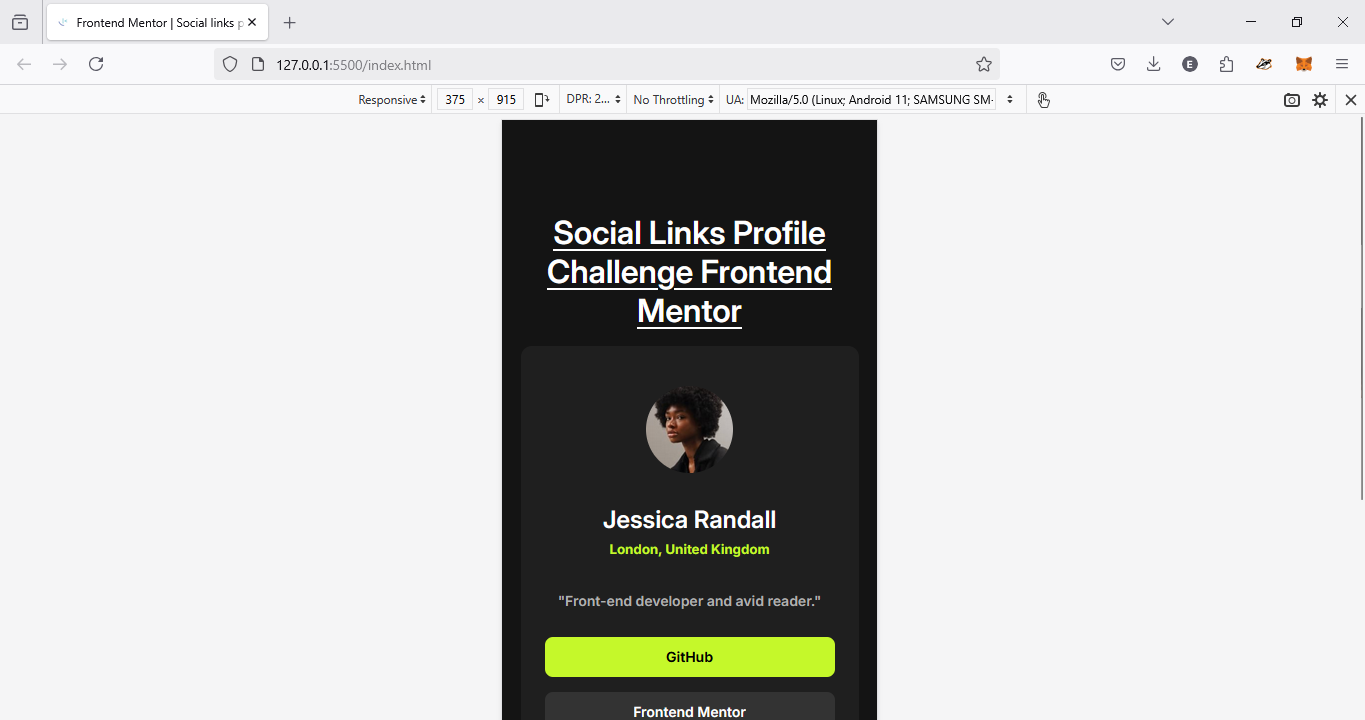 Frontend Mentor | Social links p
127.0.0.1:5500/index.html
E
Responsive 375 × 915 DPR: 2... No Throttling UA: Mozilla/5.0 (Linux; Android 11; SAMSUNG SM-
Social Links Profile
Challenge Frontend
Mentor
Jessica Randall
London, United Kingdom
"Front-end developer and avid reader."
GitHub
Frontend Mentor